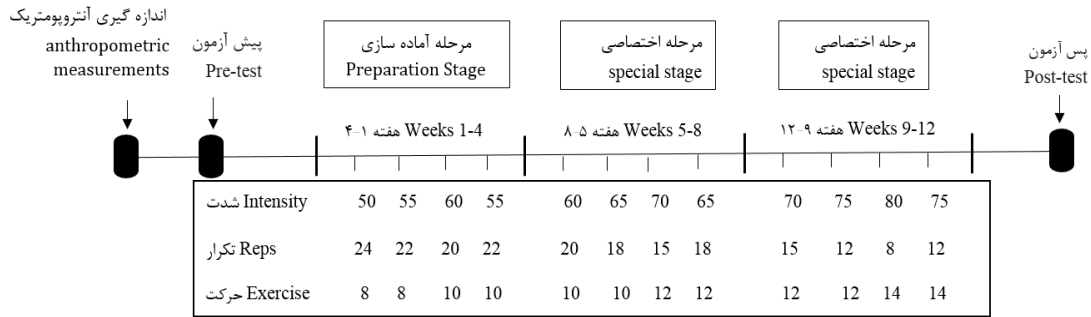 اندازه گیری آنتروپومتریک
anthropometric
measurements
پیش آزمون
Pre-test
مرحله آماده سازی
Preparation Stage
مرحله اختصاصی
special stage
مرحله اختصاصی
special stage
پس آزمون
Post-test
هفته ۱-۴ Weeks 1-4
هفته ۵-۸ Weeks 5-8
هفته ۹-۱۲ Weeks 9-12
شدت Intensity 50 55 60 55 60 65 70 65 70 75 80 75
تکرار Reps 24 22 20 22 20 18 15 18 15 12 8 12
حرکت Exercise 8 8 10 10 10 10 12 12 12 12 14 14